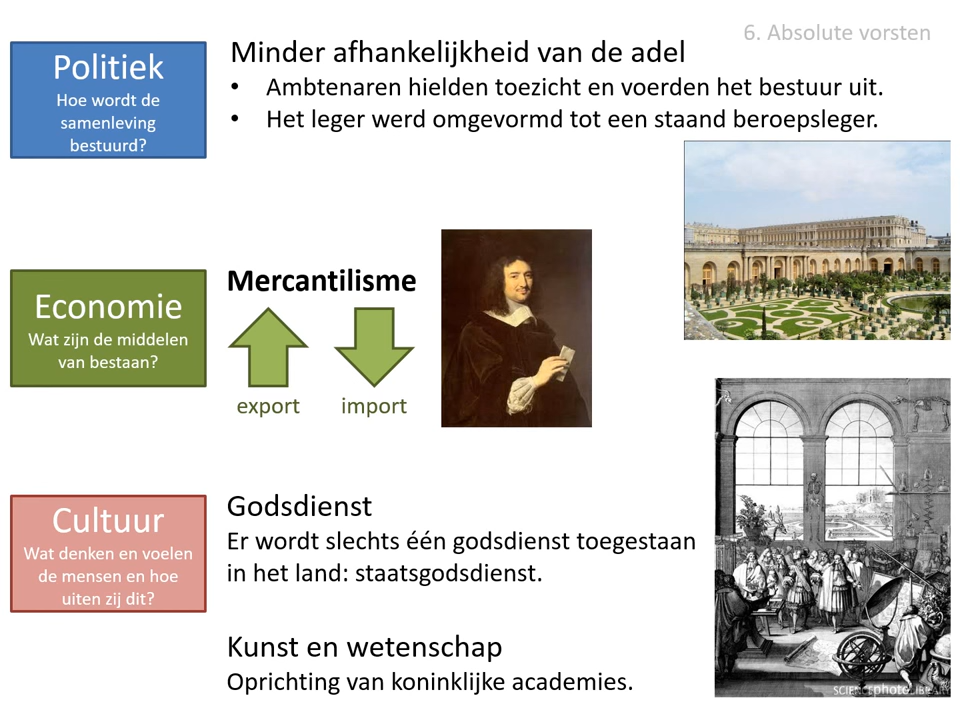 6. Absolute vorsten
Politiek
Hoe wordt de
samenleving
bestuurd?
Minder afhankelijkheid van de adel
• Ambtenaren hielden toezicht en voerden het bestuur uit.
• Het leger werd omgevormd tot een staand beroepsleger.
Economie
Wat zijn de middelen
van bestaan?
Mercantilisme
export
import
Cultuur
Wat denken en voelen
de mensen en hoe
uiten zij dit?
Godsdienst
Er wordt slechts één godsdienst toegestaan
in het land: staatsgodsdienst.
Kunst en wetenschap
Oprichting van koninklijke academies.
SCIENCEphotoLIBRARY